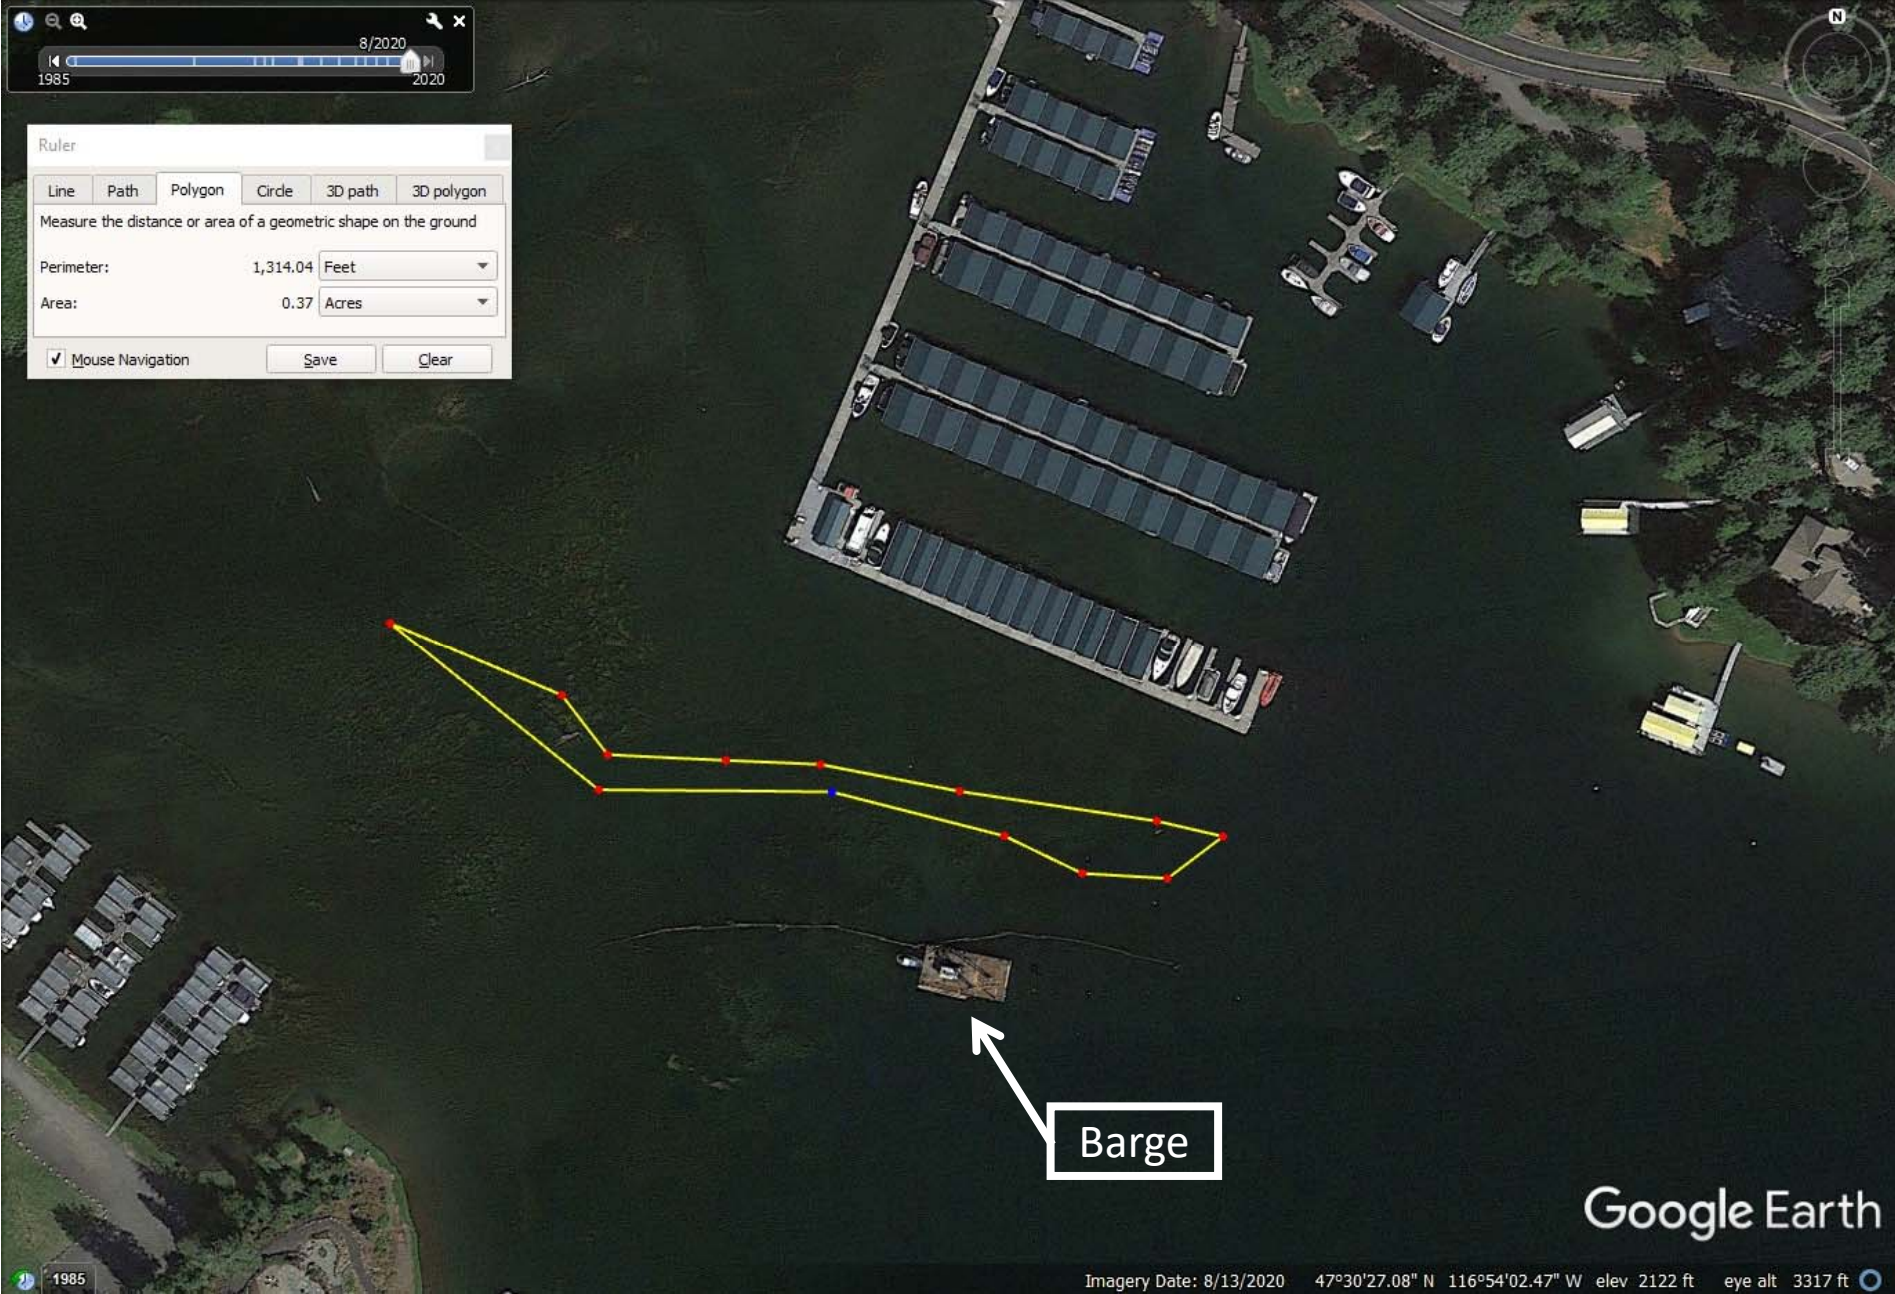 8/2020
1985
2020
Ruler
Line
Path
Polygon
Circle
3D path
3D polygon
Measure the distance or area of a geometric shape on the ground
Perimeter: 1,314.04 Feet
Area: 0.37 Acres
Mouse Navigation
Save
Clear
N
Barge
Google Earth
1985
Imagery Date: 8/13/2020 47°30'27.08" N 116°54'02.47" W elev 2122 ft eye alt 3317 ft